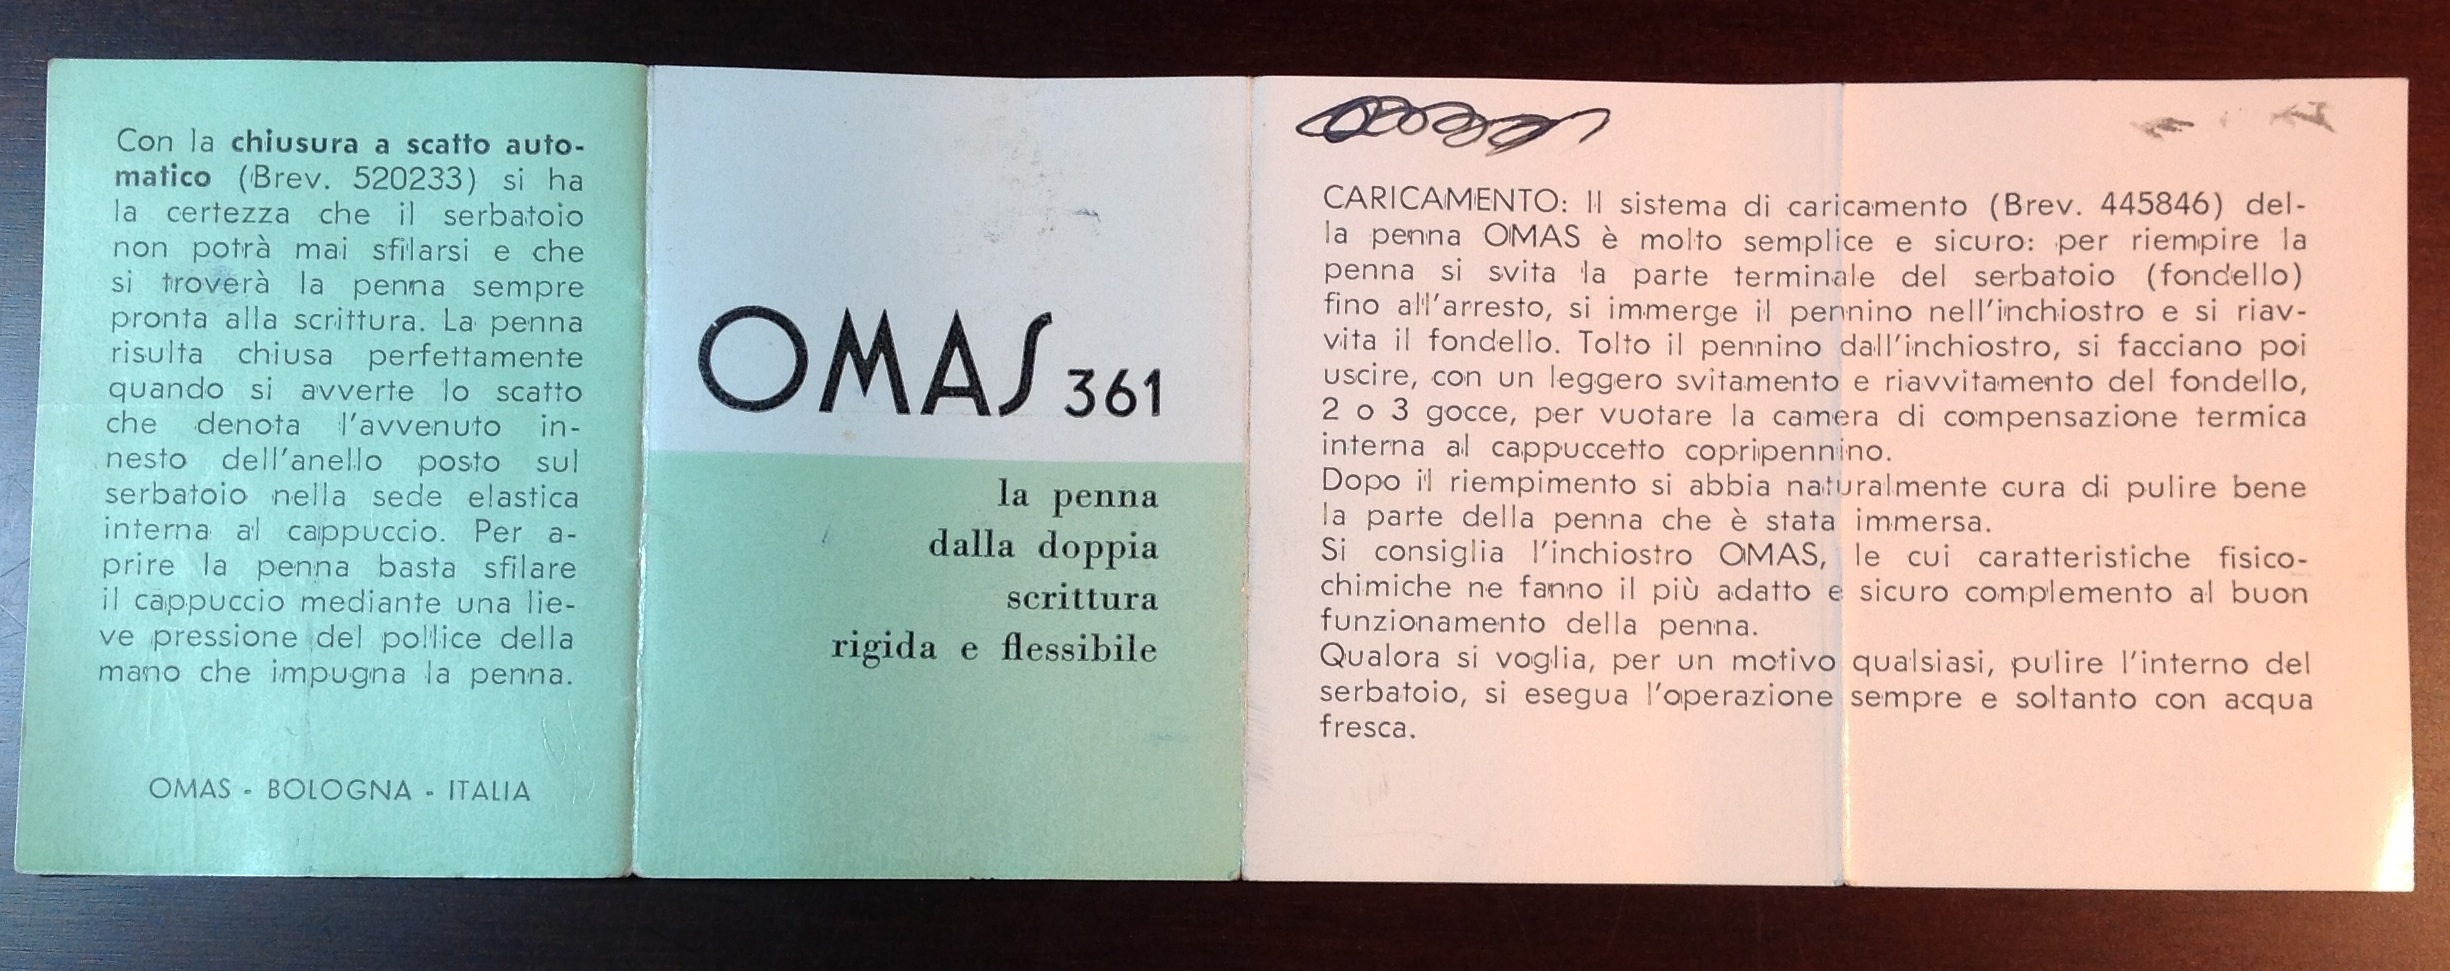 Con la chiusura a scatto auto-
matico (Brev. 520233) si ha
la certezza che il serbatoio
non potrà mai sfilarsi e che
si troverà la penna sempre
pronta alla scrittura. La penna
risulta chiusa perfettamente
quando si avverte lo scatto
che denota l'avvenuto in-
nesto dell'anello posto sul
serbatoio nella sede elastica
interna al cappuccio. Per a-
prire la penna basta sfilare
il cappuccio mediante una lie-
ve pressione del pollice della
mano che impugna la penna.
OMAS - BOLOGNA - ITALIA
OMAS 361
la penna
dalla doppia
scrittura
rigida e flessibile
CARICAMENTO: Il sistema di caricamento (Brev. 445846) del-
la penna OMAS è molto semplice e sicuro: per riempire la
penna si svita la parte terminale del serbatoio (fondello)
fino all'arresto, si immerge il pennino nell'inchiostro e si riav-
vita il fondello. Tolto il pennino dall'inchiostro, si facciano poi
uscire, con un leggero svitamento e riavvitamento del fondello,
2 o 3 gocce, per vuotare la camera di compensazione termica
interna al cappuccetto copripennino.
Dopo il riempimento si abbia naturalmente cura di pulire bene
la parte della penna che è stata immersa.
Si consiglia l'inchiostro OMAS, le cui caratteristiche fisico-
chimiche ne fanno il più adatto e sicuro complemento al buon
funzionamento della penna.
Qualora si voglia, per un motivo qualsiasi, pulire l'interno del
serbatoio, si esegua l'operazione sempre e soltanto con acqua
fresca.